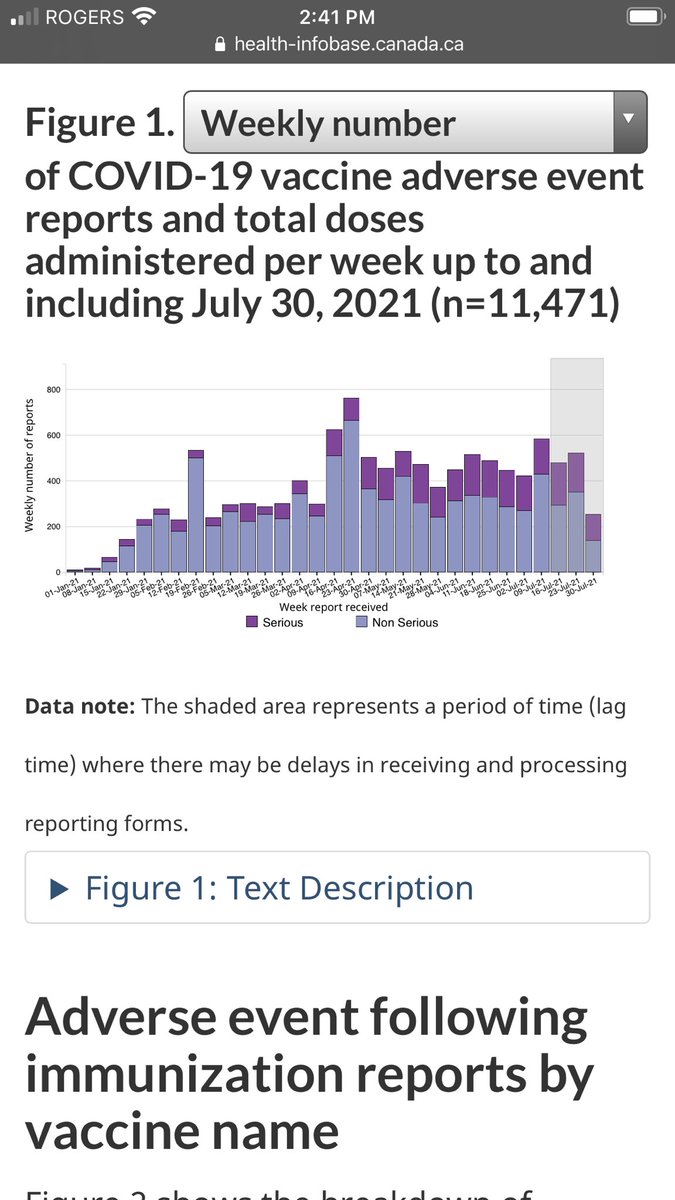 ROGERS
2:41 PM
health-infobase.canada.ca
Figure 1. Weekly number
of COVID-19 vaccine adverse event
reports and total doses
administered per week up to and
including July 30, 2021 (n=11,471)
Weekly number of reports
800
600
400
200
0
01-Jan-21
08-Jan-21
15-Jan-21
22-Jan-21
29-Jan-21
05-Feb-21
12-Feb-21
19-Feb-21
26-Feb-21
05-Mar-21
12-Mar-21
19-Mar-21
26-Mar-21
02-Apr-21
09-Apr-21
16-Apr-21
23-Apr-21
30-Apr-21
07-May-21
14-May-21
21-May-21
28-May-21
04-Jun-21
11-Jun-21
18-Jun-21
25-Jun-21
02-Jul-21
09-Jul-21
16-Jul-21
23-Jul-21
30-Jul-21
Week report received
Serious
Non Serious
Data note: The shaded area represents a period of time (lag
time) where there may be delays in receiving and processing
reporting forms.
Figure 1: Text Description
Adverse event following
immunization reports by
vaccine name
Figure 2 shows the breakdown of